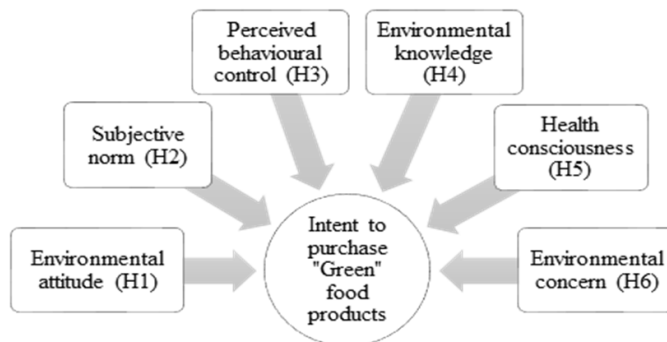 Perceived
behavioural
control (H3)
Environmental
knowledge
(H4)
Subjective
norm (H2)
Health
consciousness
(H5)
Environmental
attitude (H1)
Intent to
purchase
"Green"
food
products
Environmental
concern (H6)